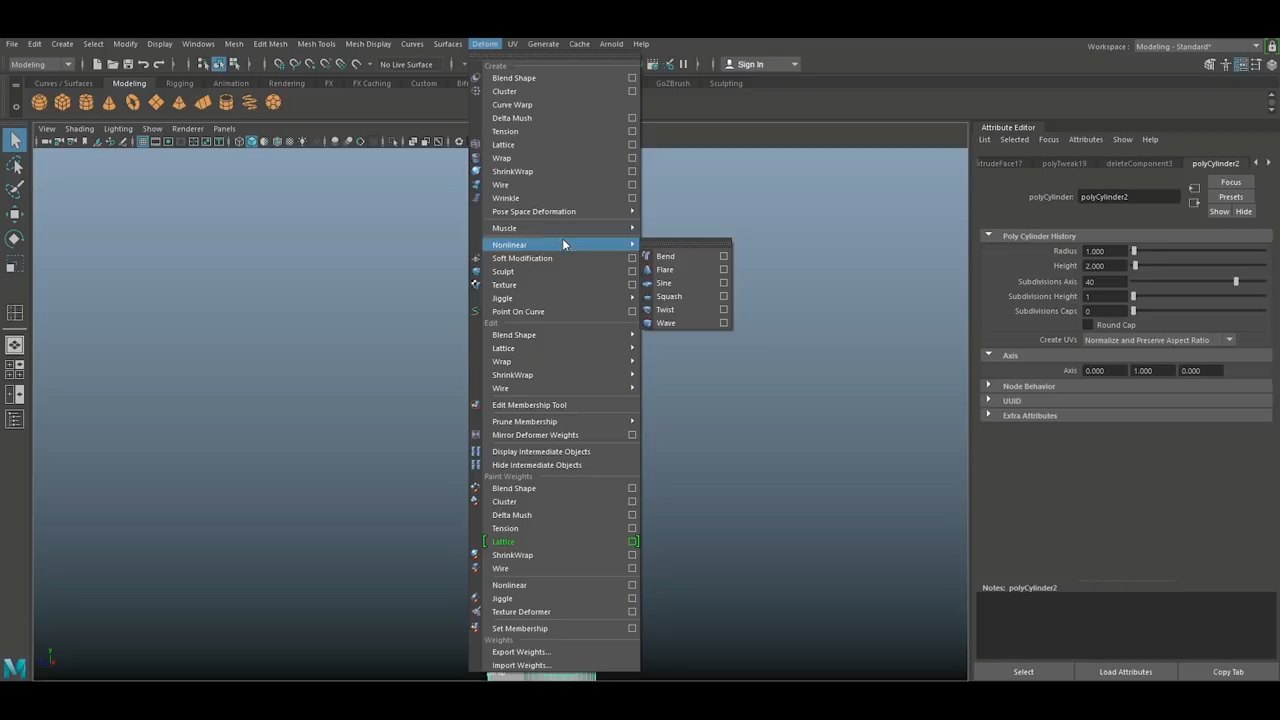 File Edit Create Select Modify Display Windows Mesh Edit Mesh Mesh Tools Mesh Display Curves Surfaces Deform UV Generate Cache Arnold Help
Workspace : Modeling - Standard*
Modeling
No Live Surface
Sign In
Curves / Surfaces Modeling Rigging Animation Rendering FX FX Caching Custom GoZBrush Sculpting
View Shading Lighting Show Renderer Panels
Create
Blend Shape
Cluster
Curve Warp
Delta Mush
Tension
Lattice
Wrap
ShrinkWrap
Wire
Wrinkle
Pose Space Deformation
Muscle
Nonlinear
Soft Modification
Sculpt
Texture
Jiggle
Point On Curve
Edit
Blend Shape
Lattice
Wrap
ShrinkWrap
Wire
Edit Membership Tool
Prune Membership
Mirror Deformer Weights
Display Intermediate Objects
Hide Intermediate Objects
Paint Weights
Blend Shape
Cluster
Delta Mush
Tension
Lattice
ShrinkWrap
Wire
Nonlinear
Jiggle
Texture Deformer
Set Membership
Weights
Export Weights...
Import Weights...
Bend
Flare
Sine
Squash
Twist
Wave
Attribute Editor
List Selected Focus Attributes Show Help
trudeFace17 polyTweak19 deleteComponent3 polyCylinder2
polyCylinder: polyCylinder2
Focus
Presets
Show Hide
Poly Cylinder History
Radius 1.000
Height 2.000
Subdivisions Axis 40
Subdivisions Height 1
Subdivisions Caps 0
Round Cap
Create UVs Normalize and Preserve Aspect Ratio
Axis
Axis 0.000 1.000 0.000
Node Behavior
UUID
Extra Attributes
Notes: polyCylinder2
Select Load Attributes Copy Tab